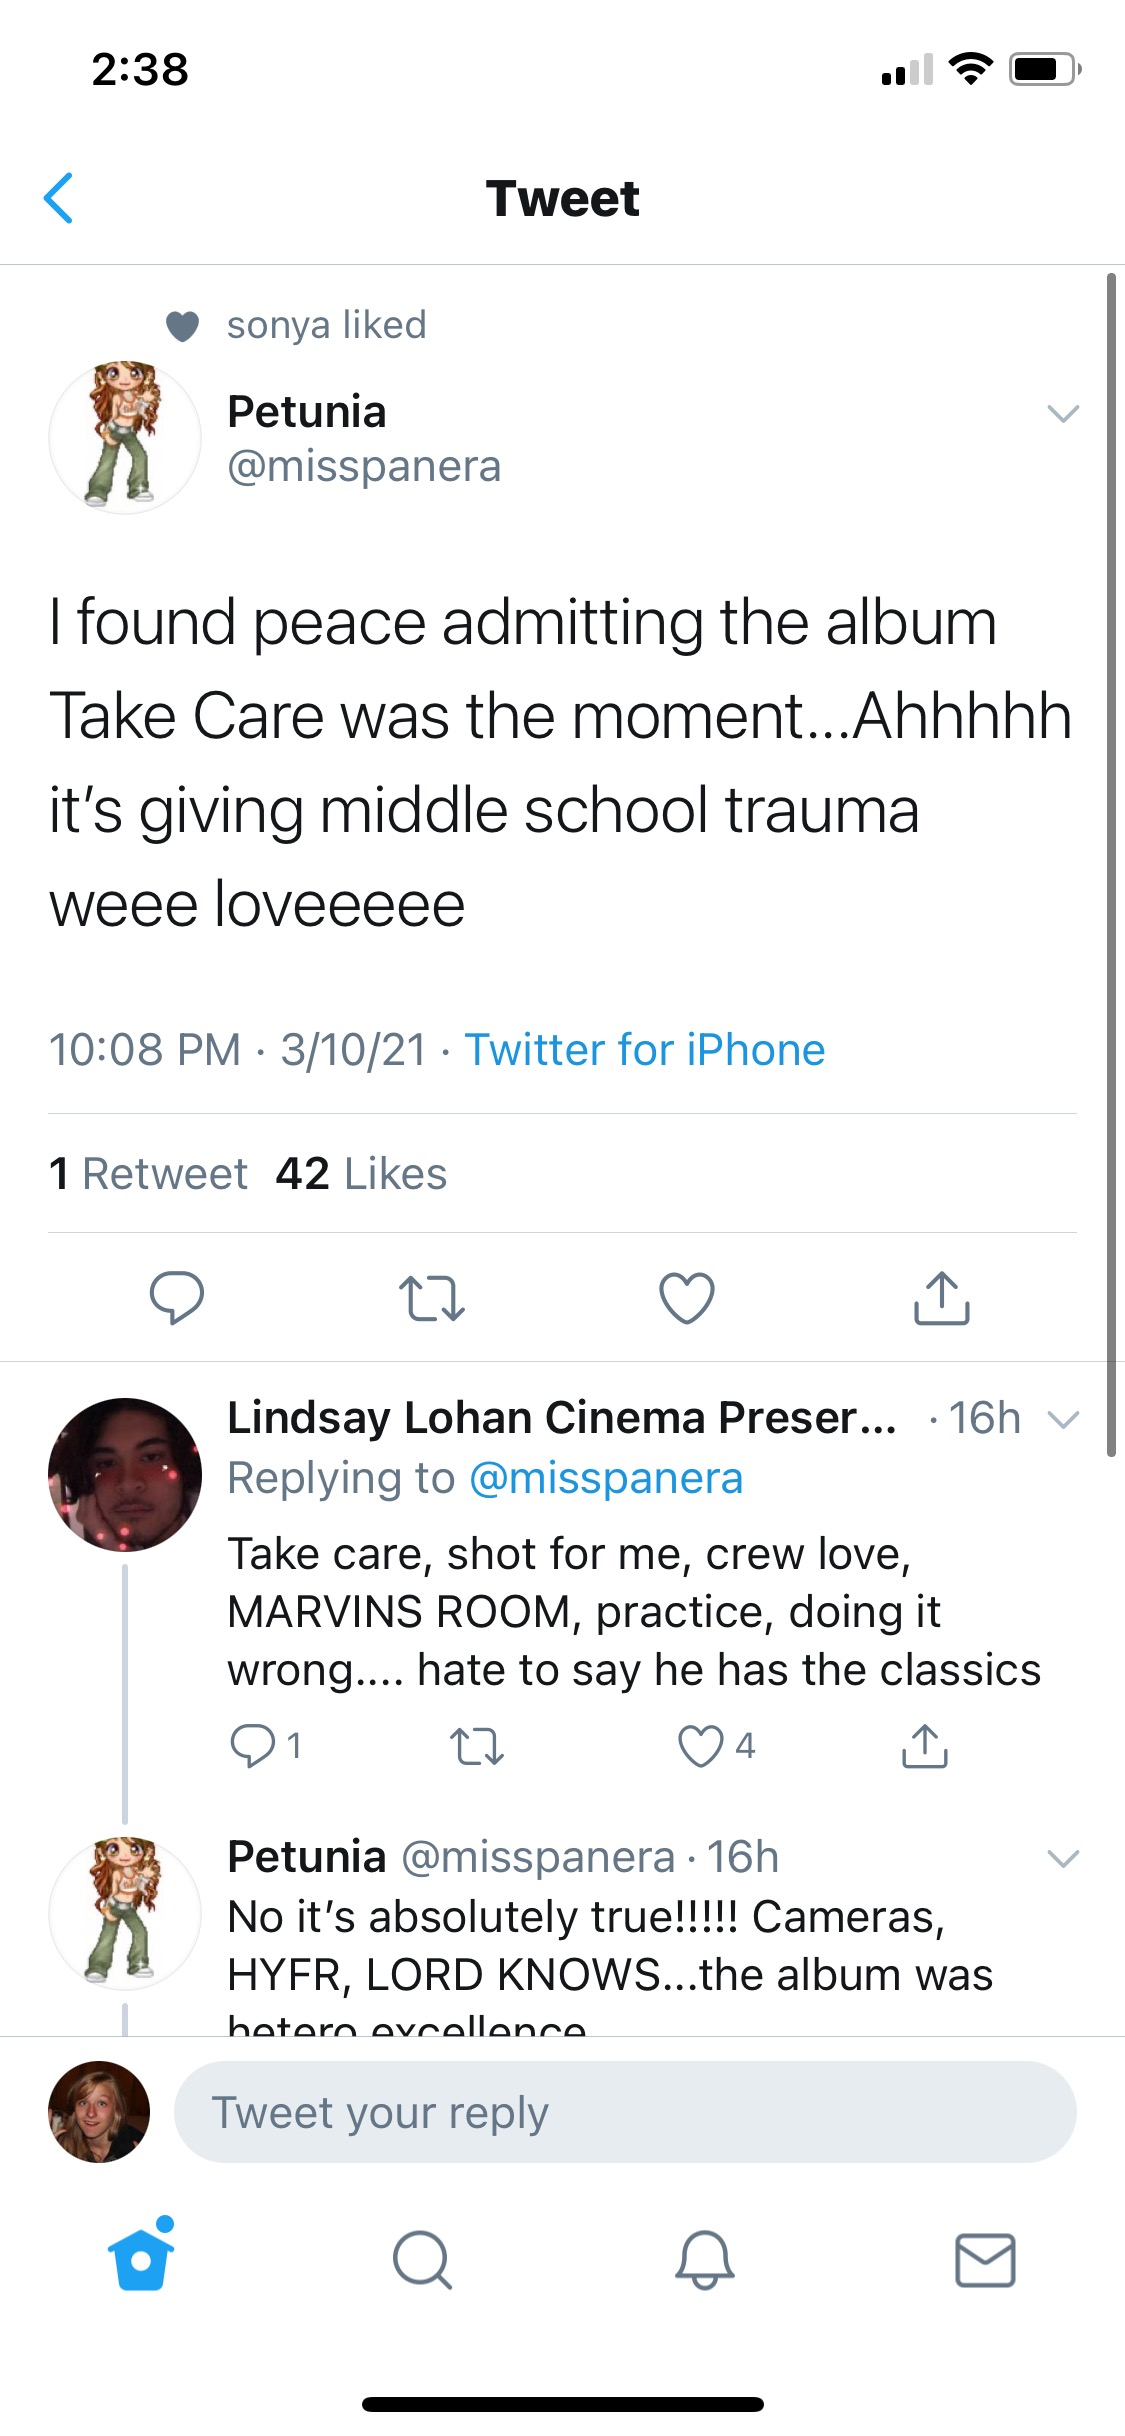 2:38
Tweet
sonya liked
Petunia
@misspanera
I found peace admitting the album
Take Care was the moment...Ahhhhh
it’s giving middle school trauma
weee loveeeee
10:08 PM · 3/10/21 · Twitter for iPhone
1 Retweet 42 Likes
Lindsay Lohan Cinema Preser... · 16h
Replying to @misspanera
Take care, shot for me, crew love,
MARVINS ROOM, practice, doing it
wrong.... hate to say he has the classics
1 4
Petunia @misspanera · 16h
No it’s absolutely true!!!!! Cameras,
HYFR, LORD KNOWS...the album was
hetero excellence
Tweet your reply